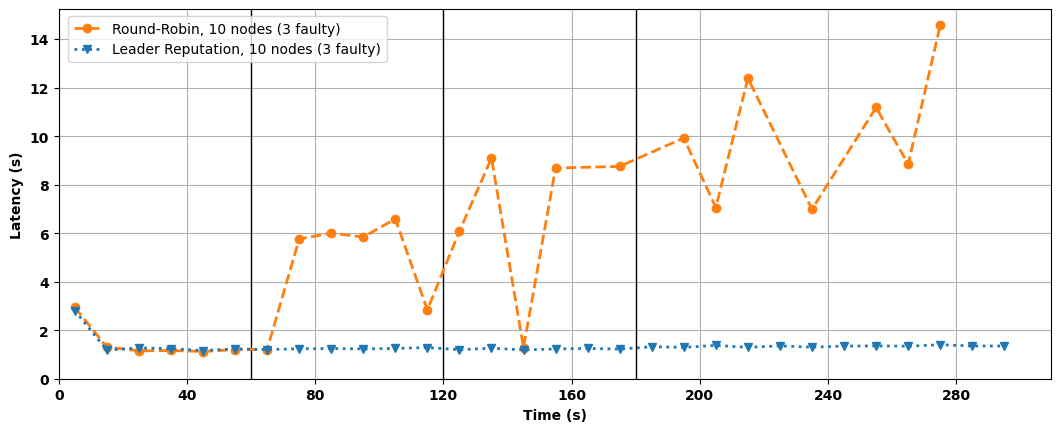 Round-Robin, 10 nodes (3 faulty)
Leader Reputation, 10 nodes (3 faulty)
Latency (s)
14
12
10
8
6
4
2
0
0 40 80 120 160 200 240 280
Time (s)